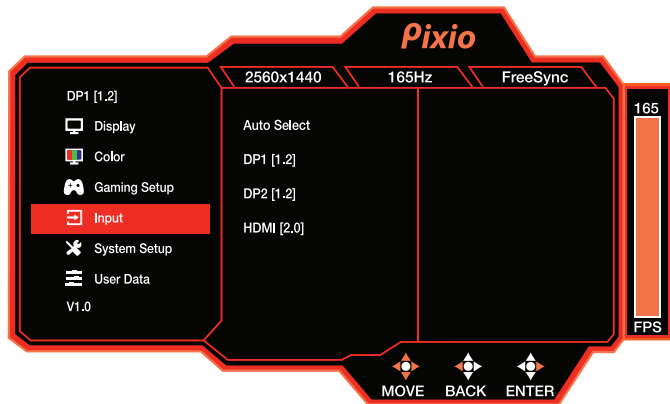 Pixio
2560x1440 165Hz FreeSync
DP1 [1.2]
Display
Color
Gaming Setup
Input
System Setup
User Data
V1.0
Auto Select
DP1 [1.2]
DP2 [1.2]
HDMI [2.0]
165
FPS
MOVE BACK ENTER